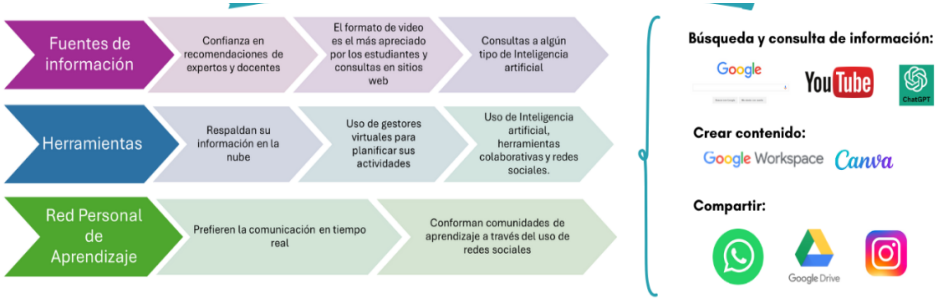 Fuentes de
información
Confianza en
recomendaciones de
expertos y docentes
El formato de video
es el más apreciado
por los estudiantes y
consultas en sitios
web
Consultas a algún
tipo de Inteligencia
artificial
Herramientas
Respaldan su
información en la
nube
Uso de gestores
virtuales para
planificar sus
actividades
Uso de Inteligencia
artificial,
herramientas
colaborativas y redes
sociales.
Red Personal
de
Aprendizaje
Prefieren la comunicación en tiempo
real
Conforman comunidades de
aprendizaje a través del uso de
redes sociales
Búsqueda y consulta de información:
Google
YouTube
ChatGPT
Crear contenido:
Google Workspace
Canva
Compartir:
Google Drive